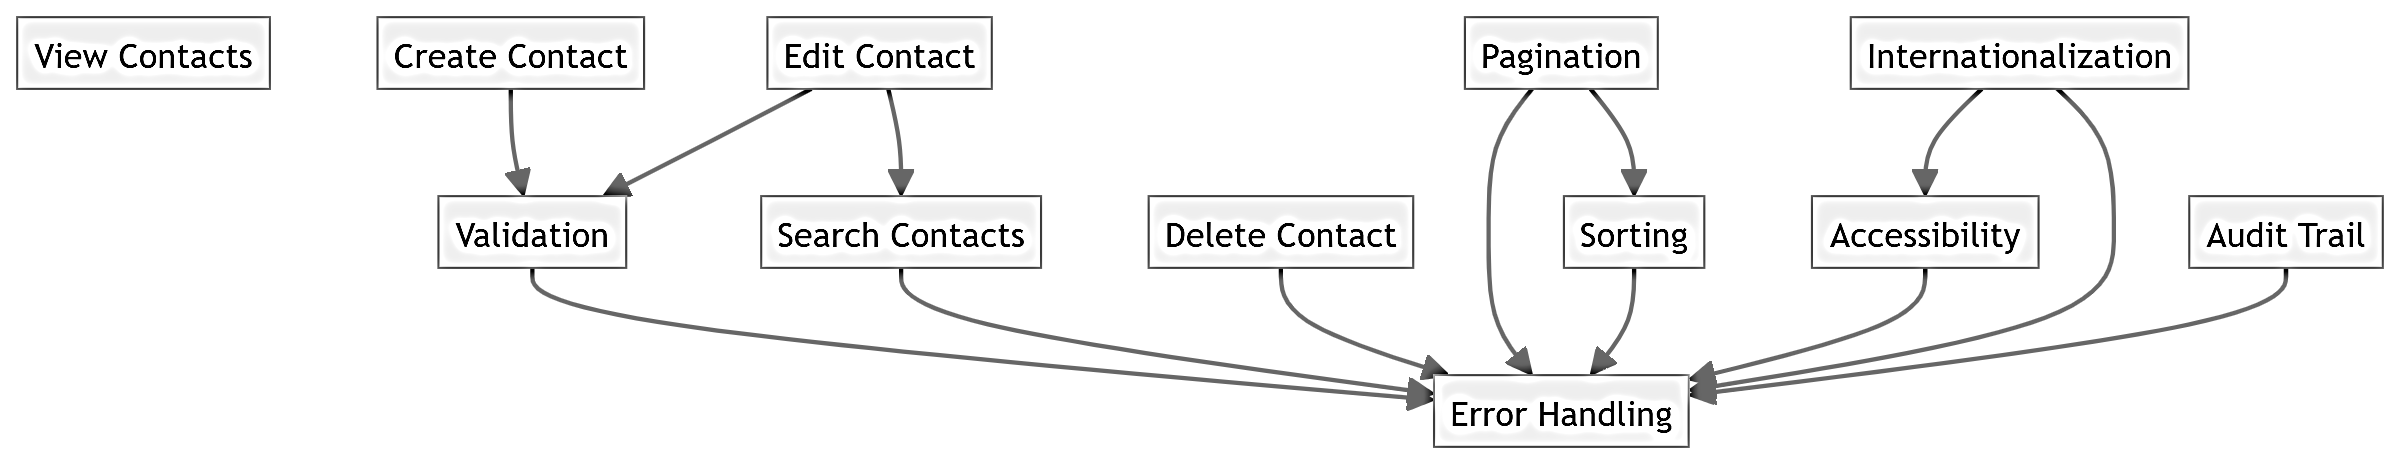 View Contacts
Create Contact
Edit Contact
Pagination
Internationalization
Validation
Search Contacts
Delete Contact
Sorting
Accessibility
Audit Trail
Error Handling